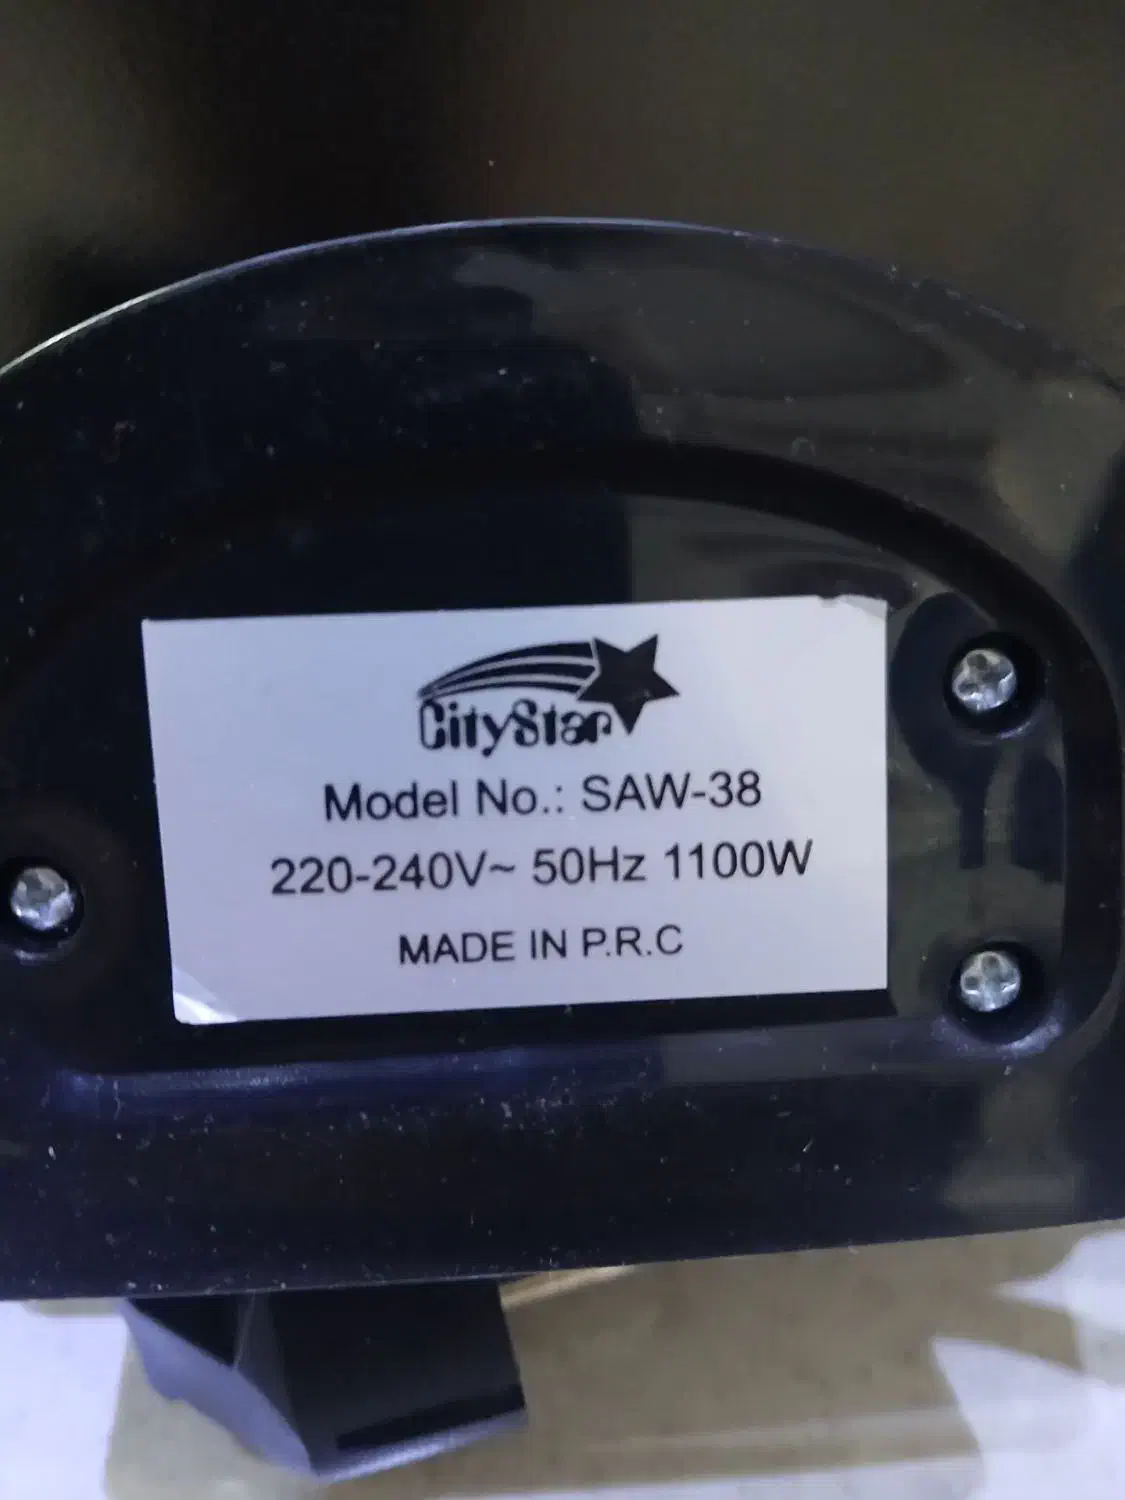 CityStar
Model No.: SAW-38
220-240V~ 50Hz 1100W
MADE IN P.R.C